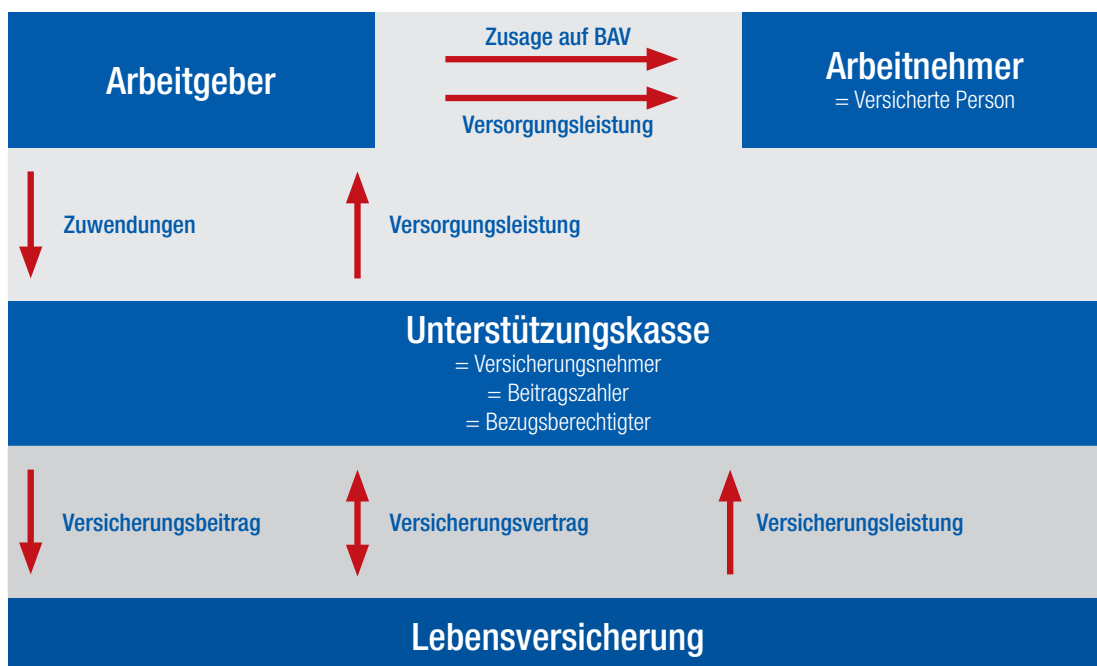 Arbeitgeber
Zusage auf BAV
Versorgungsleistung
Arbeitnehmer
= Versicherte Person
Zuwendungen
Versorgungsleistung
Unterstützungskasse
= Versicherungsnehmer
= Beitragszahler
= Bezugsberechtigter
Versicherungsbeitrag
Versicherungsvertrag
Versicherungsleistung
Lebensversicherung